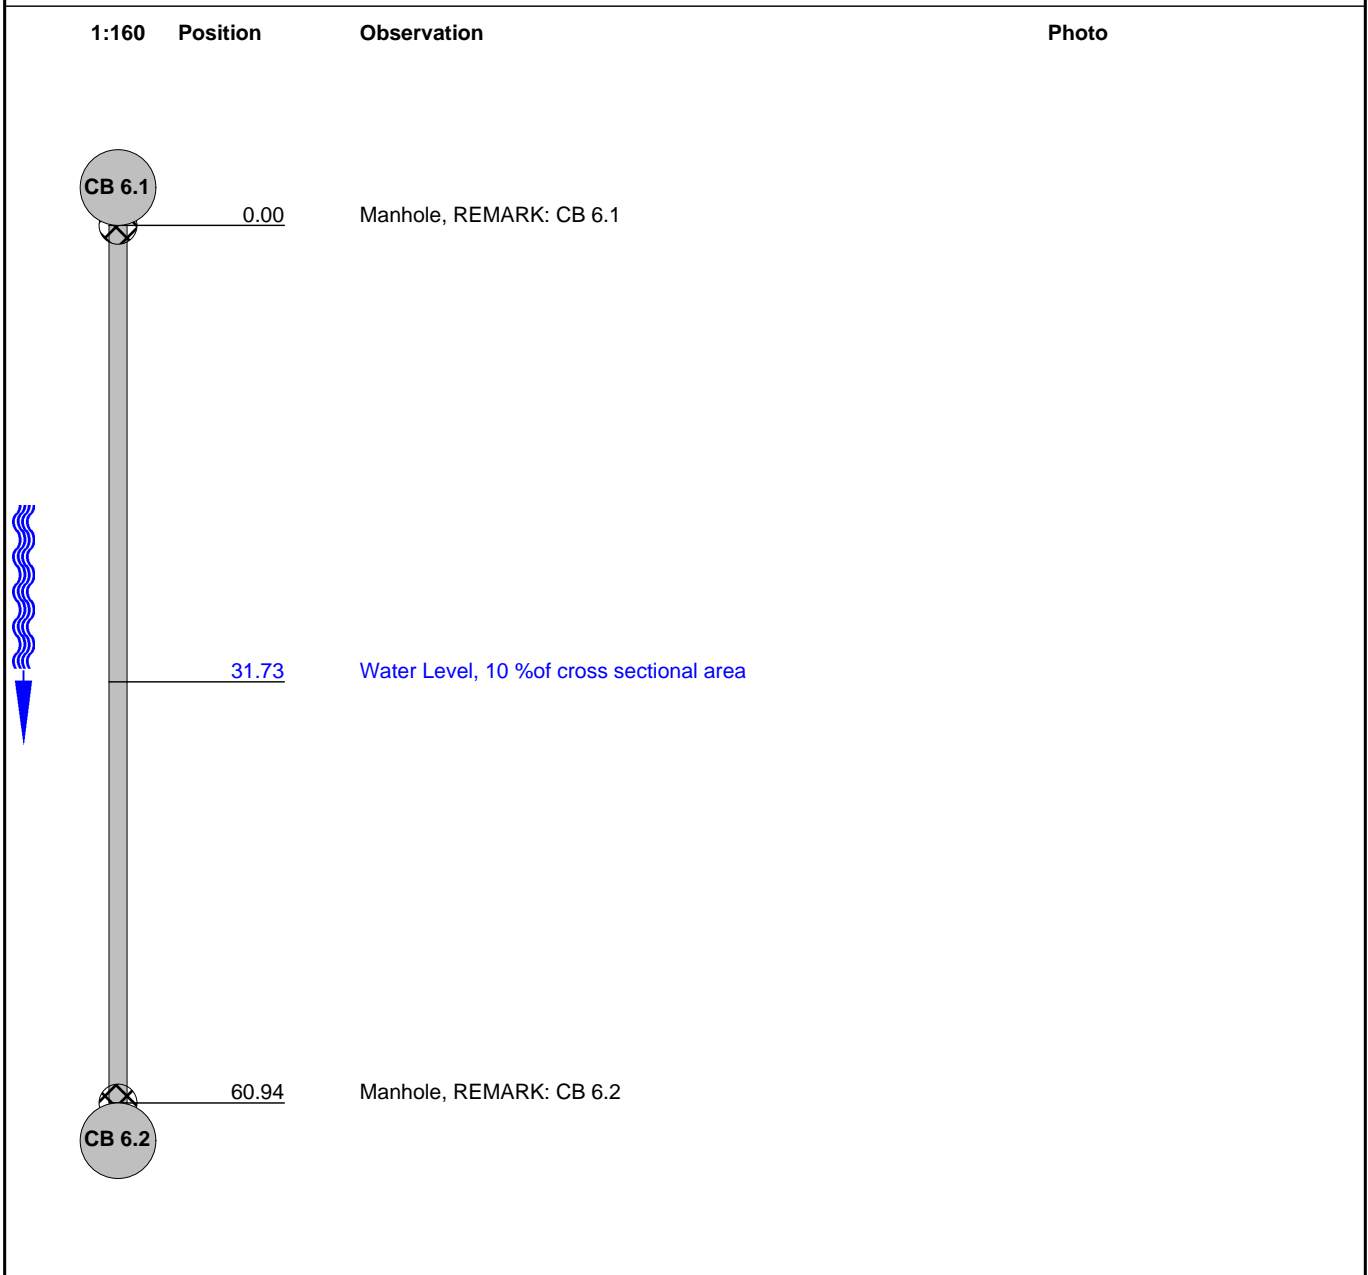 1:160 Position Observation Photo
CB 6.1
0.00 Manhole, REMARK: CB 6.1
31.73 Water Level, 10 %of cross sectional area
60.94 Manhole, REMARK: CB 6.2
CB 6.2